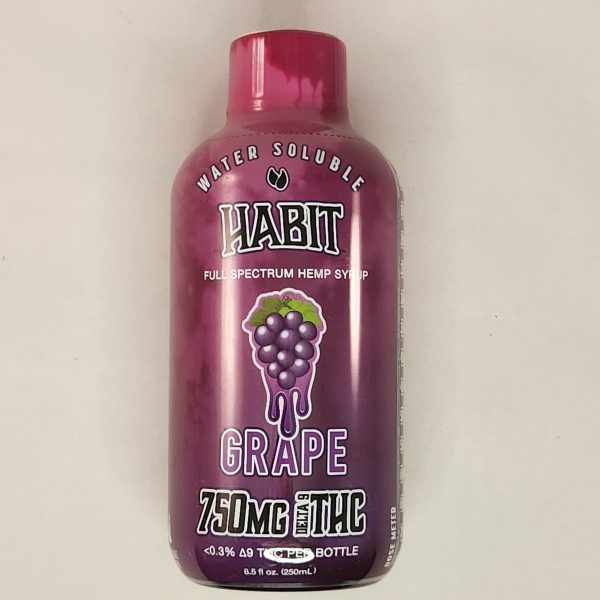 WATER SOLUBLE
HABIT
FULL SPECTRUM HEMP SYRUP
GRAPE
750MG DELTA 9 THC
<0.3% Δ9 THC PER BOTTLE
8.5 fl oz. (250mL)
DOSE METER